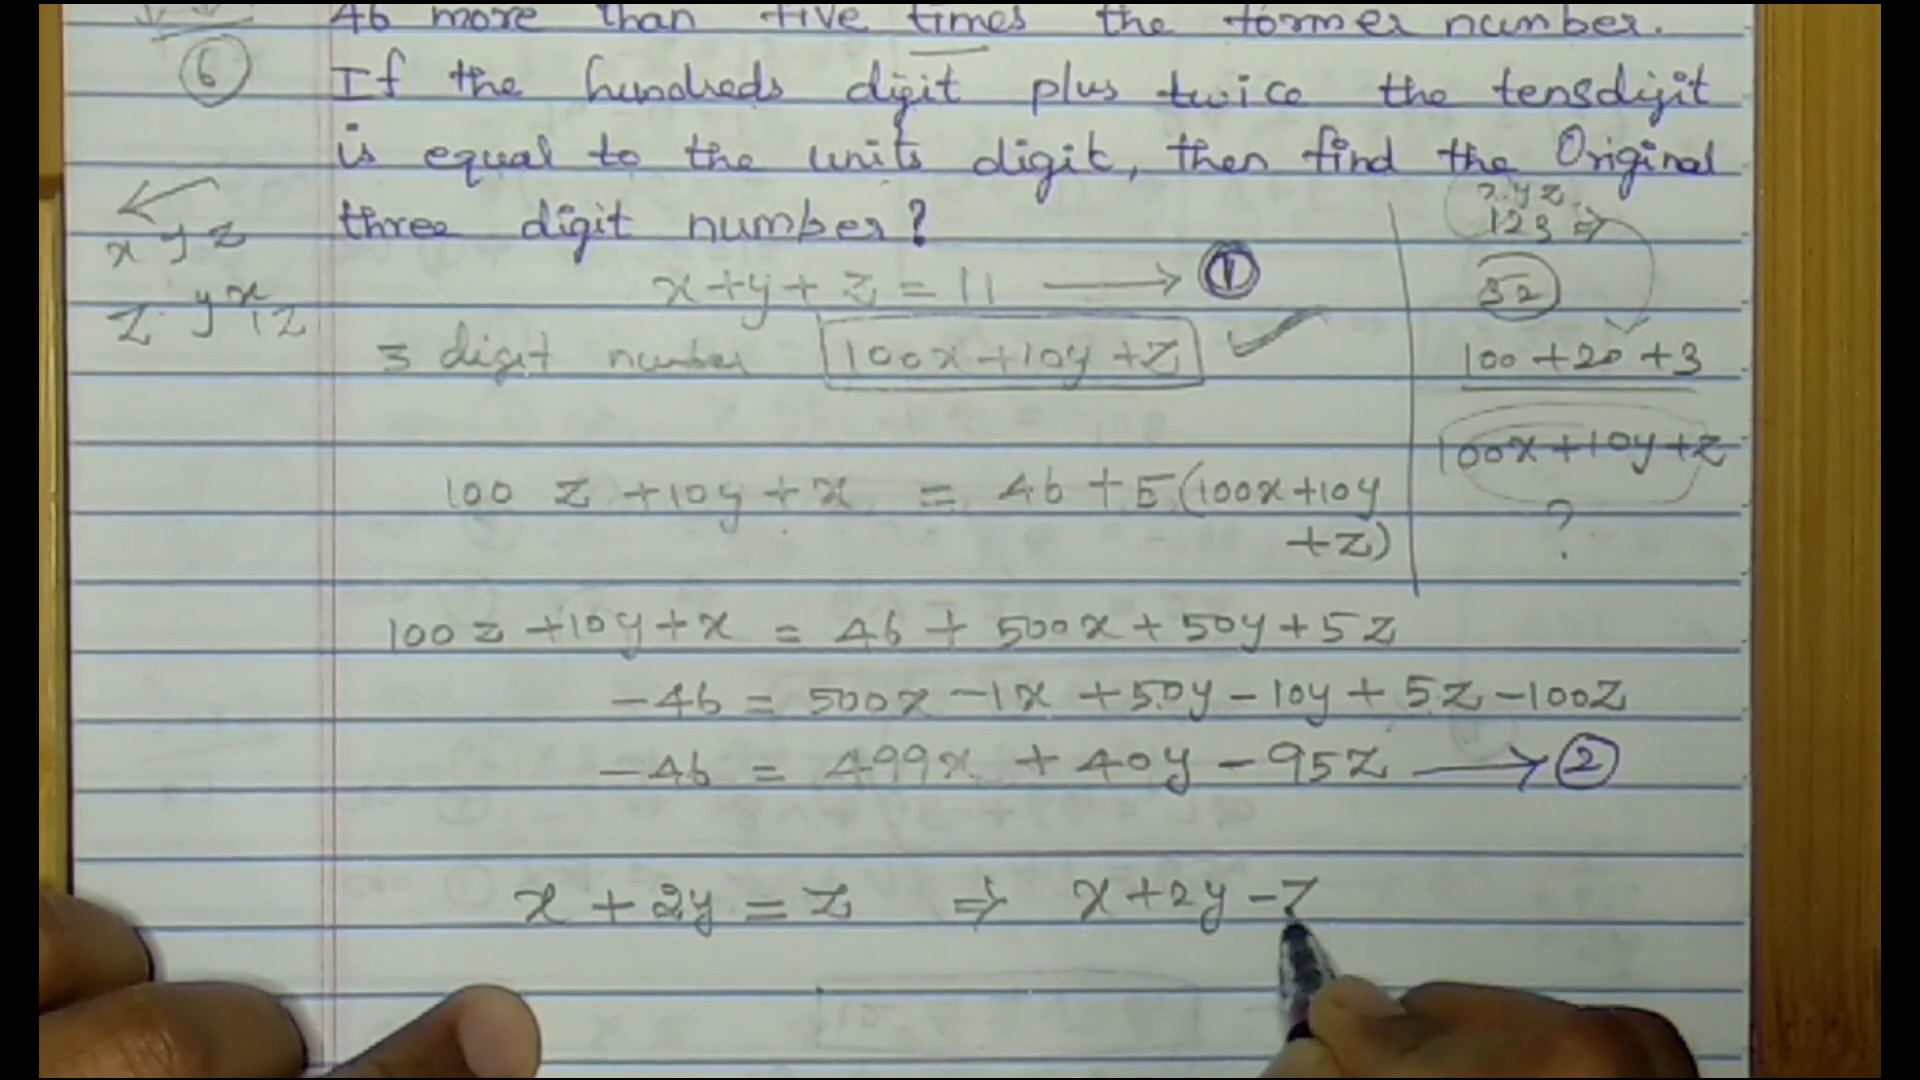 46 more than five times the former number.
6 If the hundreds digit plus twice the tensdigit
is equal to the units digit, then find the Original
three digit number?
x y z
z y x
x+y+z = 11 → 1
3 digit number 100x+10y+z ✓
x y z
123 ⇒
32
100+20+3
100x+10y+z
?
100 z +10y+x = 46+5(100x+10y
+z)
100z+10y+x = 46+500x+50y+5z
-46 = 500x-1x+50y-10y+5z-100z
-46 = 499x+40y-95z → 2
x+2y=z ⇒ x+2y-z